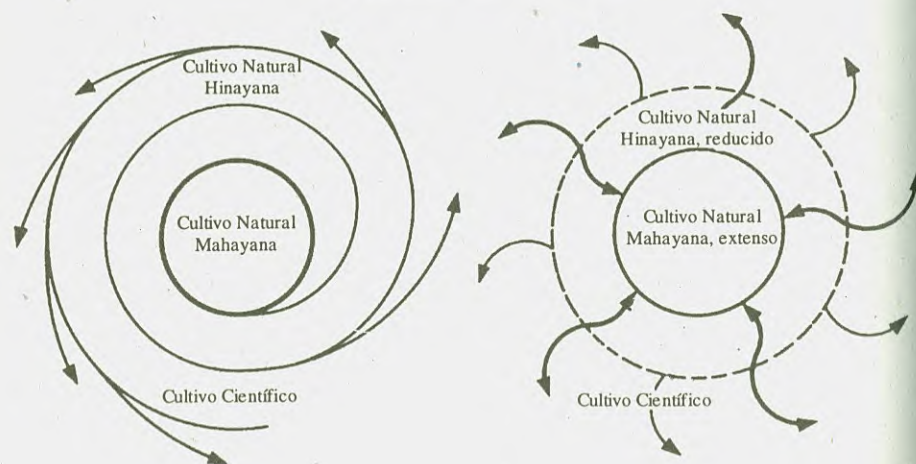 Cultivo Natural
Hinayana
Cultivo Natural
Mahayana
Cultivo Científico
Cultivo Natural
Hinayana, reducido
Cultivo Natural
Mahayana, extenso
Cultivo Científico